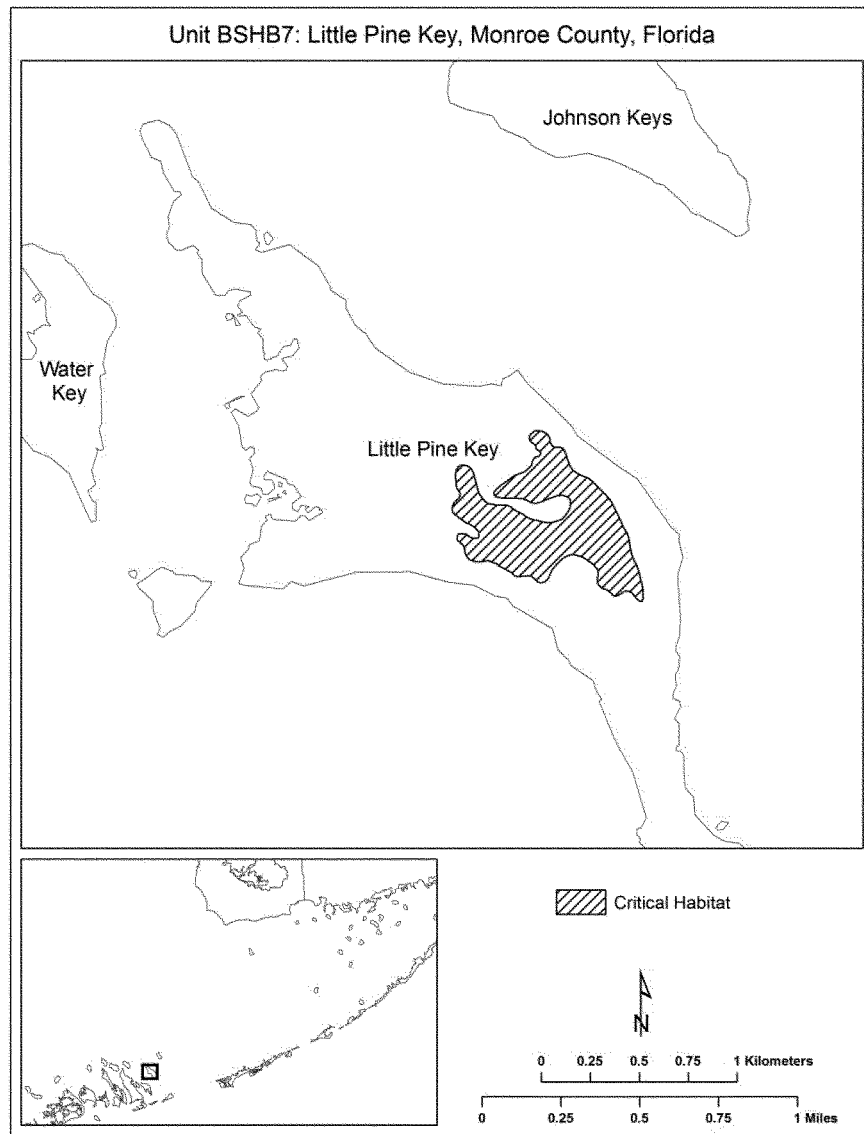 Unit BSHB7: Little Pine Key, Monroe County, Florida
Johnson Keys
Water
Key
Little Pine Key
Critical Habitat
N
0 0.25 0.5 0.75 1 Kilometers
0 0.25 0.5 0.75 1 Miles